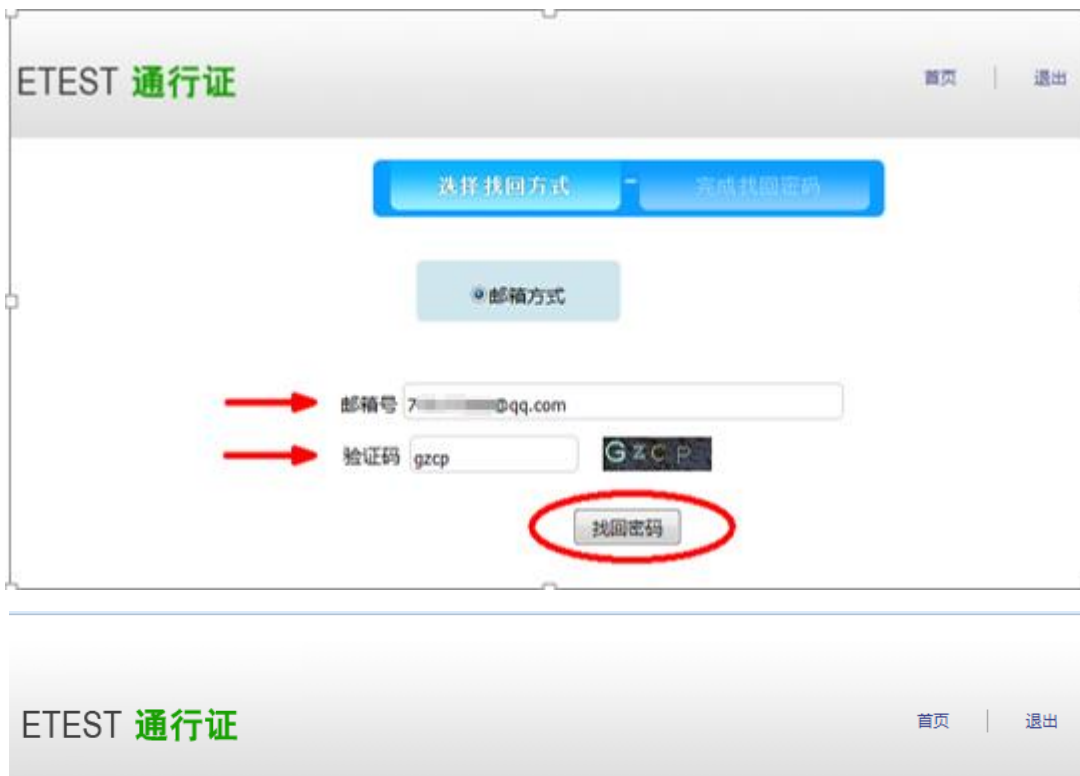 ETEST 通行证 首页 | 退出
选择找回方式 - 完成找回密码
邮箱方式
邮箱号 7 @qq.com
验证码 gzcp GZCP
找回密码
ETEST 通行证 首页 | 退出